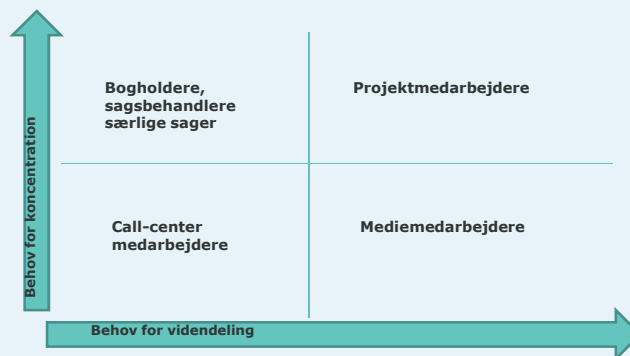 Behov for koncentration
Bogholdere,
sagsbehandlere
særlige sager
Projektmedarbejdere
Call-center
medarbejdere
Mediemedarbejdere
Behov for videndeling